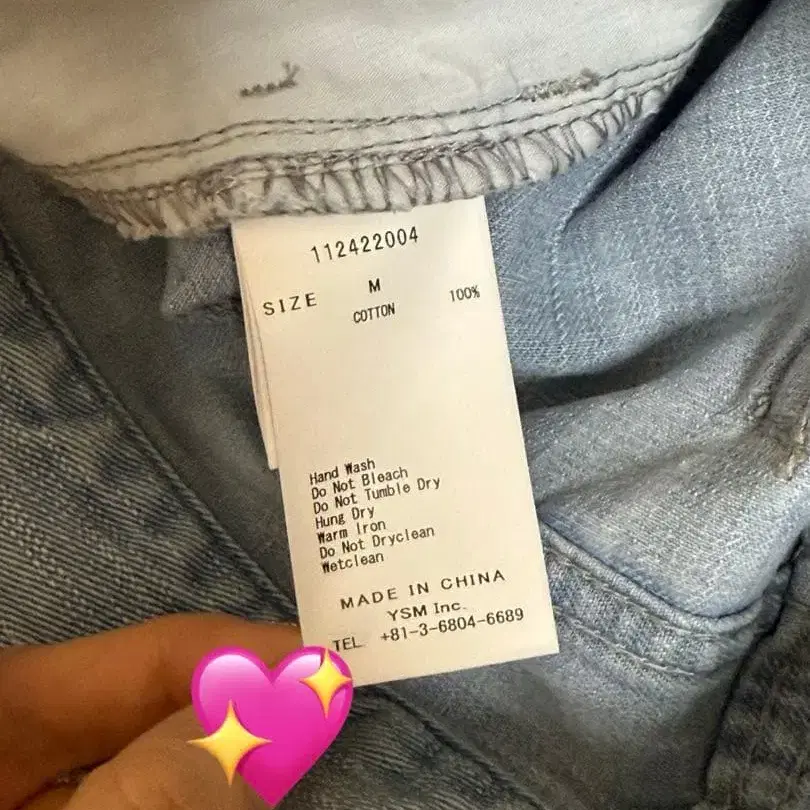 112422004
SIZE M
COTTON 100%
Hand Wash
Do Not Bleach
Do Not Tumble Dry
Hung Dry
Warm Iron
Do Not Dryclean
Wetclean
MADE IN CHINA
YSM Inc.
TEL +81-3-6804-6689